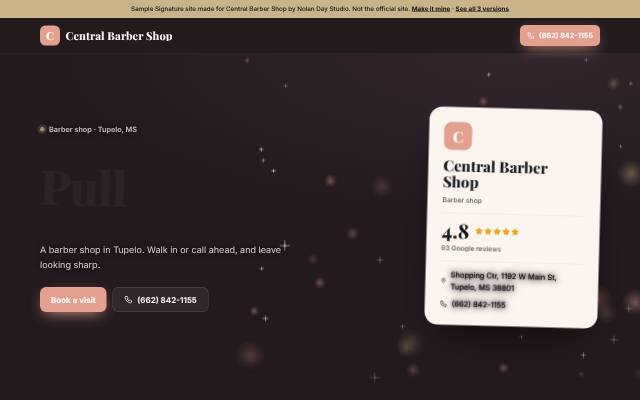 Sample Signature site made for Central Barber Shop by Nolan Day Studio. Not the official site. Make it mine · See all 3 versions
C Central Barber Shop
(662) 842-1155
Barber shop · Tupelo, MS
Pull
A barber shop in Tupelo. Walk in or call ahead, and leave
looking sharp.
Book a visit
(662) 842-1155
C
Central Barber
Shop
Barber shop
4.8 ★★★★★
63 Google reviews
Shopping Ctr, 1192 W Main St,
Tupelo, MS 38801
(662) 842-1155